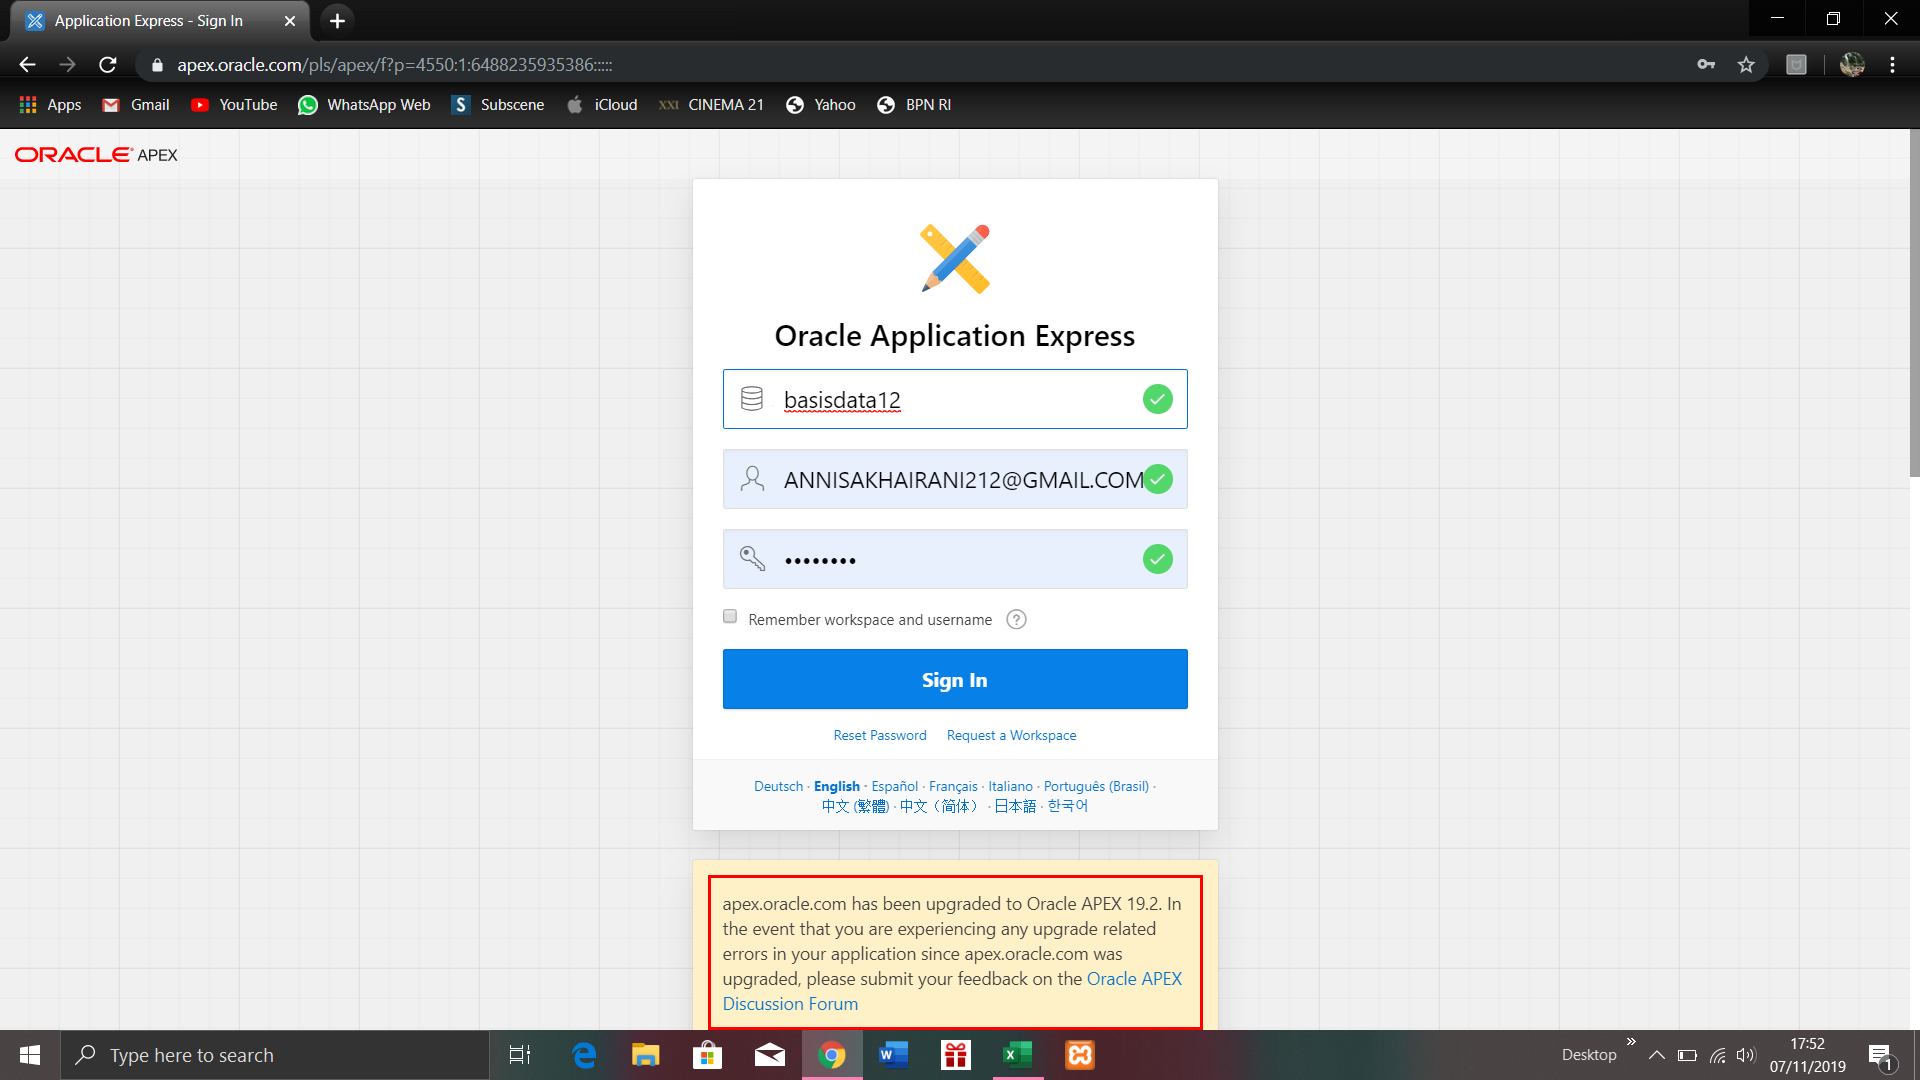 Application Express - Sign In
apex.oracle.com/pls/apex/f?p=4550:1:6488235935386:::::
Apps Gmail YouTube WhatsApp Web Subscene iCloud XXI CINEMA 21 Yahoo BPN RI
ORACLE APEX
Oracle Application Express
basisdata12
ANNISAKHAIRANI212@GMAIL.COM
••••••••
Remember workspace and username ?
Sign In
Reset Password Request a Workspace
Deutsch · English · Español · Français · Italiano · Português (Brasil) ·
中文 (繁體) · 中文（简体） · 日本語 · 한국어
apex.oracle.com has been upgraded to Oracle APEX 19.2. In
the event that you are experiencing any upgrade related
errors in your application since apex.oracle.com was
upgraded, please submit your feedback on the Oracle APEX
Discussion Forum
Type here to search
Desktop
17:52
07/11/2019
1